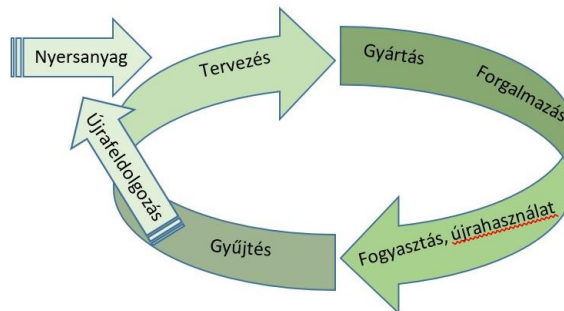 Nyersanyag
Tervezés
Gyártás
Forgalmazás
Fogyasztás, újrahasználat
Gyűjtés
Újrafeldolgozás